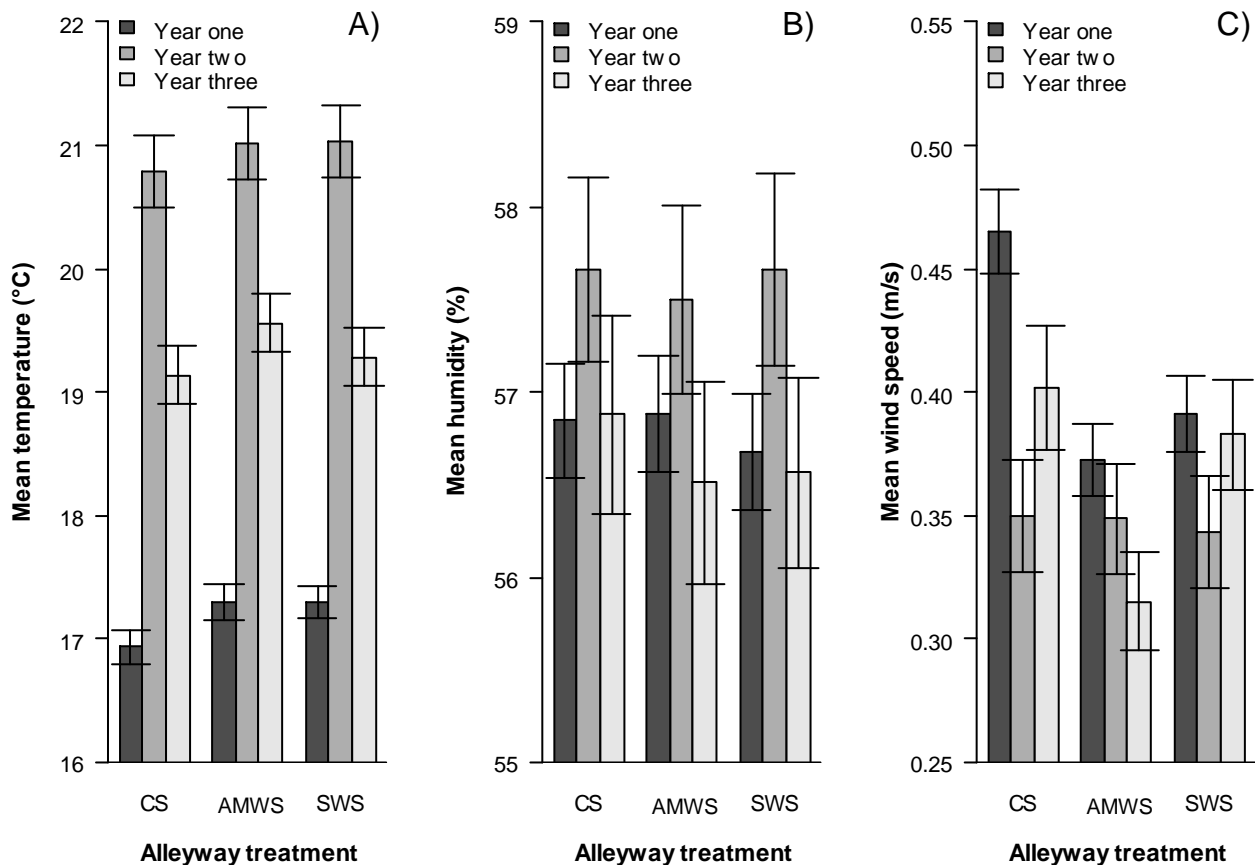 A)
Year one
Year two
Year three
22
21
20
19
18
17
16
Mean temperature (°C)
CS
AMWS
SWS
Alleyway treatment
B)
Year one
Year two
Year three
59
58
57
56
55
Mean humidity (%)
CS
AMWS
SWS
Alleyway treatment
C)
Year one
Year two
Year three
0.55
0.50
0.45
0.40
0.35
0.30
0.25
Mean wind speed (m/s)
CS
AMWS
SWS
Alleyway treatment